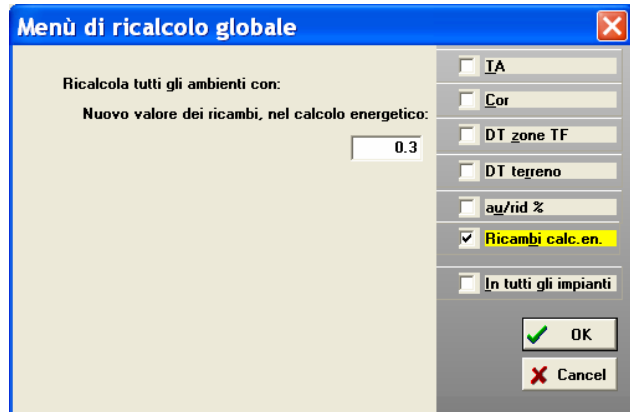 Menù di ricalcolo globale
Ricalcola tutti gli ambienti con:
Nuovo valore dei ricambi, nel calcolo energetico:
0.3
TA
Cor
DT zone TF
DT terreno
au/rid %
Ricambi calc.en.
In tutti gli impianti
OK
Cancel